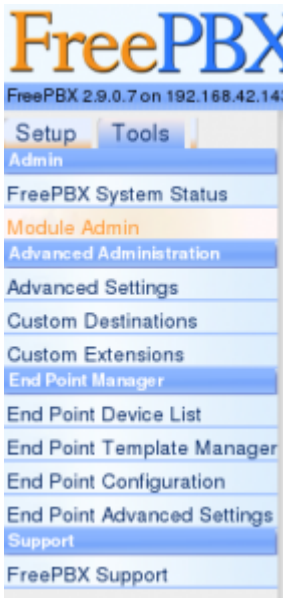 FreePBX
FreePBX 2.9.0.7 on 192.168.42.14
Setup Tools
Admin
FreePBX System Status
Module Admin
Advanced Administration
Advanced Settings
Custom Destinations
Custom Extensions
End Point Manager
End Point Device List
End Point Template Manager
End Point Configuration
End Point Advanced Settings
Support
FreePBX Support